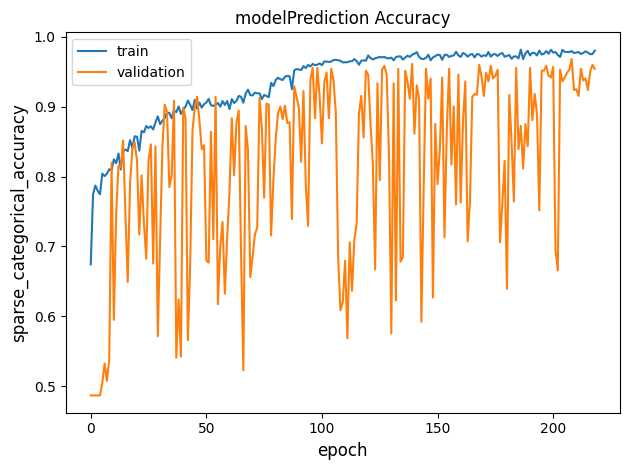 modelPrediction Accuracy
train
validation
sparse_categorical_accuracy
1.0
0.9
0.8
0.7
0.6
0.5
0
50
100
150
200
epoch